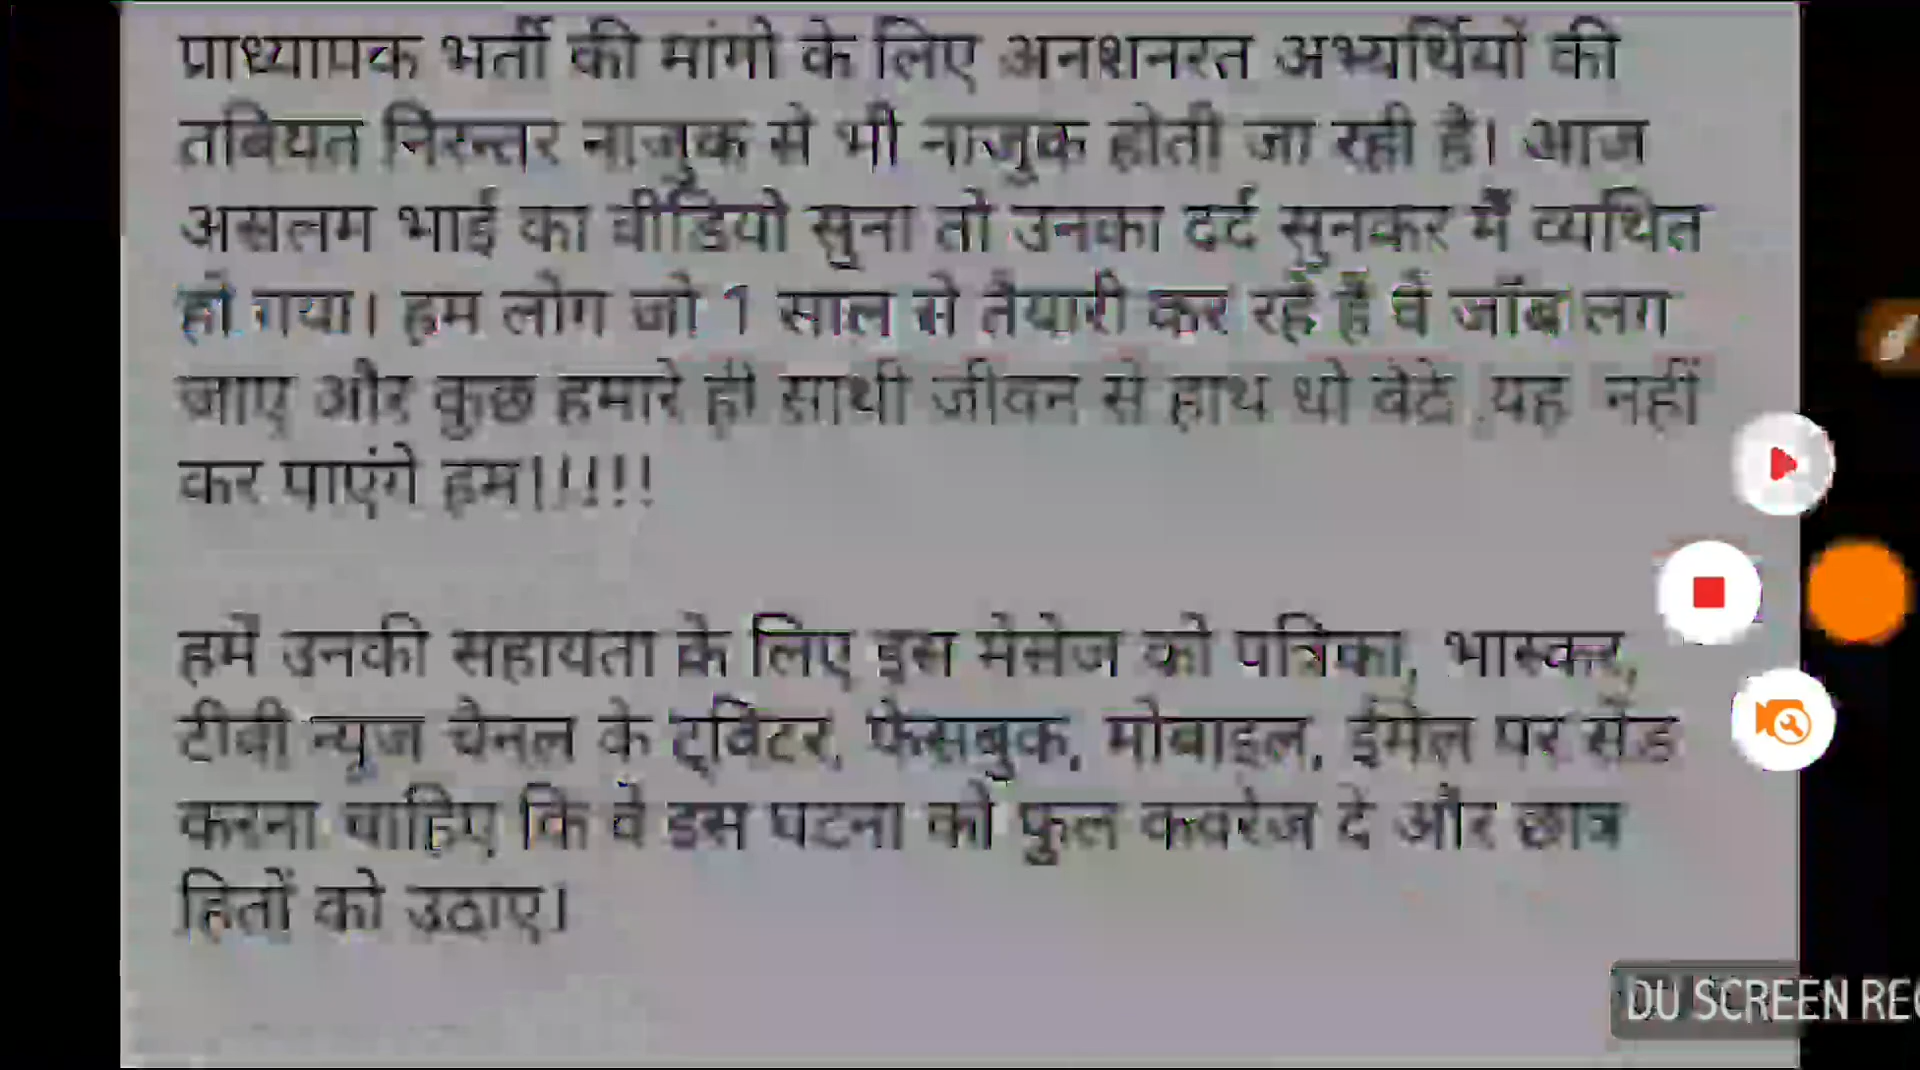 प्राध्यापक भर्ती की मांगो के लिए अनशनरत अभ्यर्थियों की
तबियत निरन्तर नाजुक से भी नाजुक होती जा रही है। आज
असलम भाई का वीडियो सुना तो उनका दर्द सुनकर मैं व्यथित
हो गया। हम लोग जो 1 साल से तैयारी कर रहे है वें जॉब लग
जाए और कुछ हमारे ही साथी जीवन से हाथ धो बेठे यह नहीं
कर पाएंगे हम।!!!!
हमें उनकी सहायता के लिए इस मेसेज को पत्रिका, भास्कर,
टीवी न्यूज चैनल के ट्विटर, फेसबुक, मोबाइल, ईमेल पर सेंड
करना चाहिए कि वे इस घटना को फुल कवरेज दे और छात्र
हितों को उठाए।
DU SCREEN REC